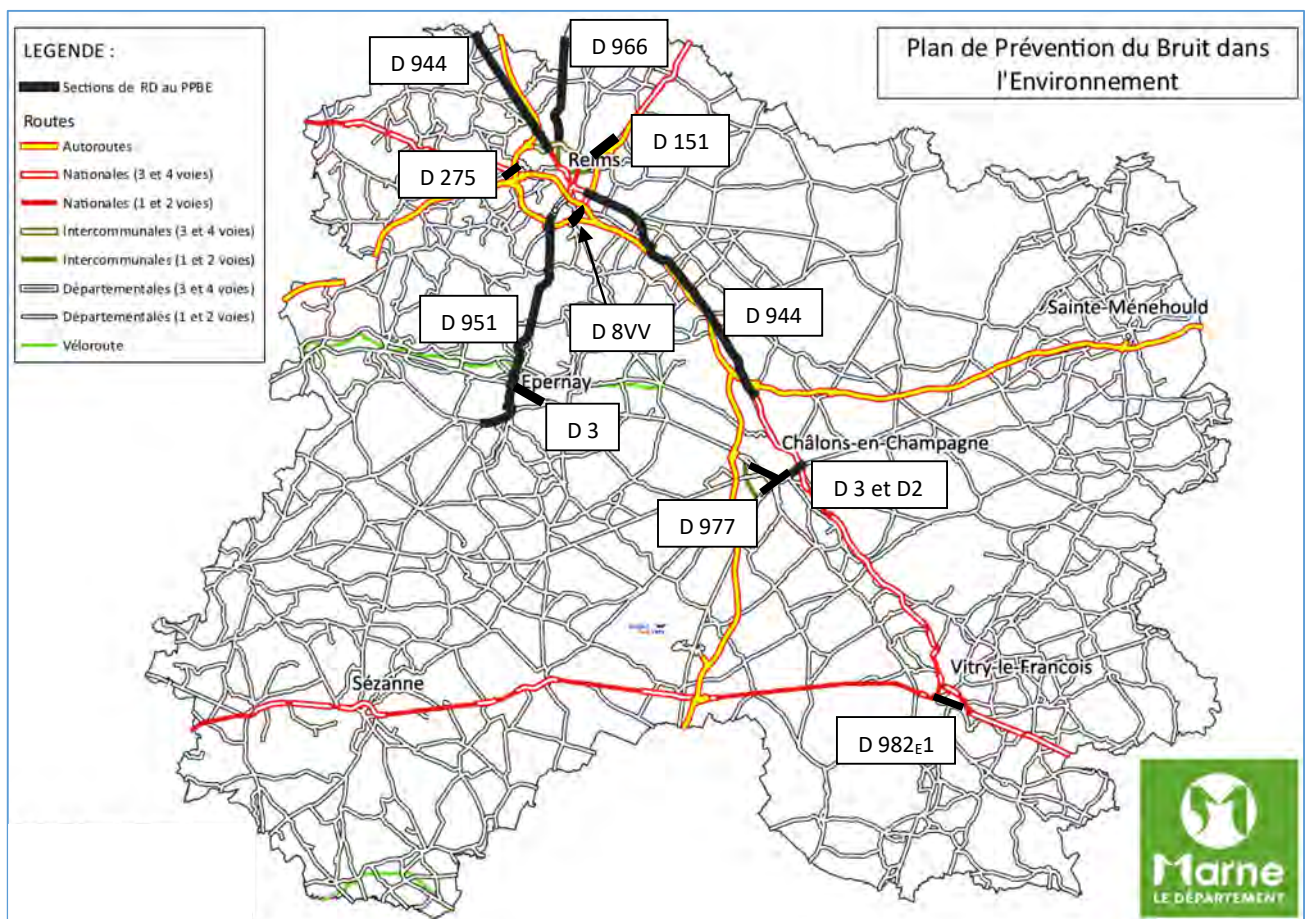 LEGENDE :
Sections de RD au PPBE
Routes
Autoroutes
Nationales (3 et 4 voies)
Nationales (1 et 2 voies)
Intercommunales (3 et 4 voies)
Intercommunales (1 et 2 voies)
Départementales (3 et 4 voies)
Départementales (1 et 2 voies)
Véloroute
Plan de Prévention du Bruit dans
l'Environnement
D 944
D 966
D 151
Reims
D 275
D 951
D 8VV
D 944
Sainte-Ménehould
Epernay
D 3
Châlons-en-Champagne
D 3 et D2
D 977
Vitry-le-François
Sézanne
D 982E1
Marne
LE DÉPARTEMENT